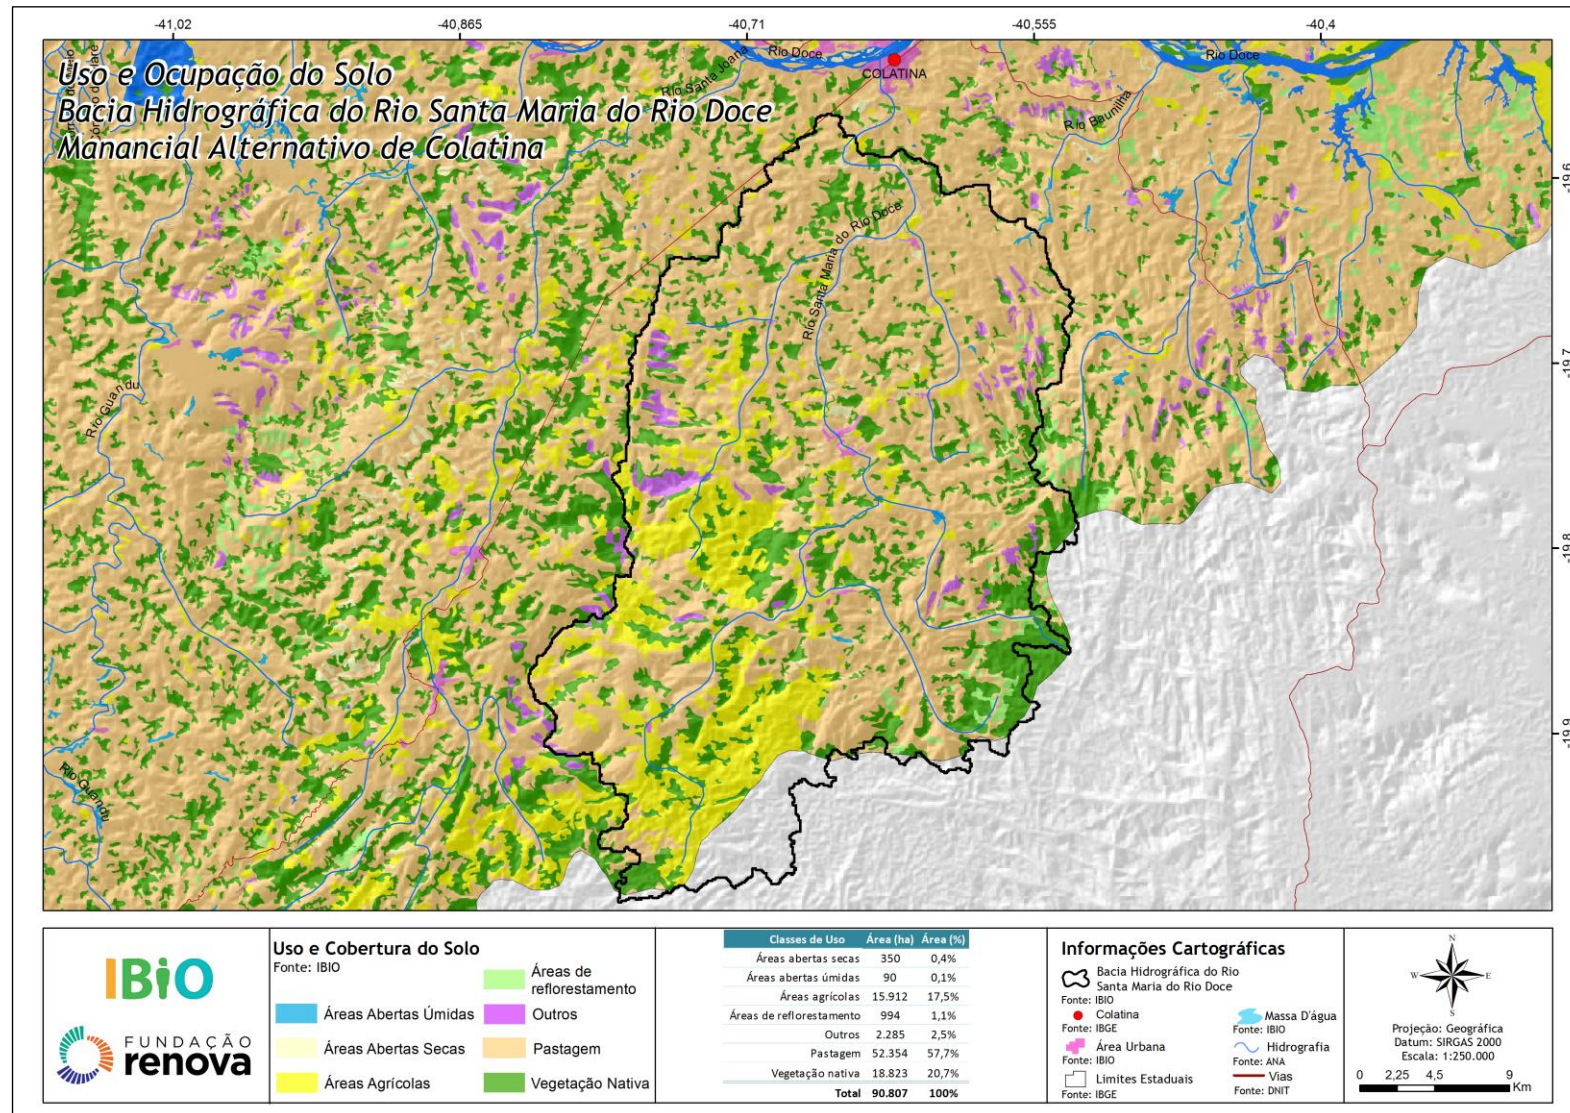 -41,02
-40,865
-40,71
-40,555
-40,4
Uso e Ocupação do Solo
Bacia Hidrográfica do Rio Santa Maria do Rio Doce
Manancial Alternativo de Colatina
Rio Doce
COLATINA
Rio Doce
Rio Santa Joana
Rio Baunilha
Rio Santa Maria do Rio Doce
Rio Guandu
Rio Guandu
-19,6
-19,7
-19,8
-19,9
IBiO
FUNDAÇÃO
renova
Uso e Cobertura do Solo
Fonte: IBIO
Áreas Abertas Úmidas
Áreas Abertas Secas
Áreas Agrícolas
Áreas de
reflorestamento
Outros
Pastagem
Vegetação Nativa
Classes de Uso Área (ha) Área (%)
Áreas abertas secas 350 0,4%
Áreas abertas úmidas 90 0,1%
Áreas agrícolas 15.912 17,5%
Áreas de reflorestamento 994 1,1%
Outros 2.285 2,5%
Pastagem 52.354 57,7%
Vegetação nativa 18.823 20,7%
Total 90.807 100%
Informações Cartográficas
Bacia Hidrográfica do Rio
Santa Maria do Rio Doce
Fonte: IBIO
Colatina
Fonte: IBGE
Área Urbana
Fonte: IBIO
Limites Estaduais
Fonte: IBGE
Massa D'água
Fonte: IBIO
Hidrografia
Fonte: ANA
Vias
Fonte: DNIT
N
W
E
S
Projeção: Geográfica
Datum: SIRGAS 2000
Escala: 1:250.000
0 2,25 4,5 9
Km